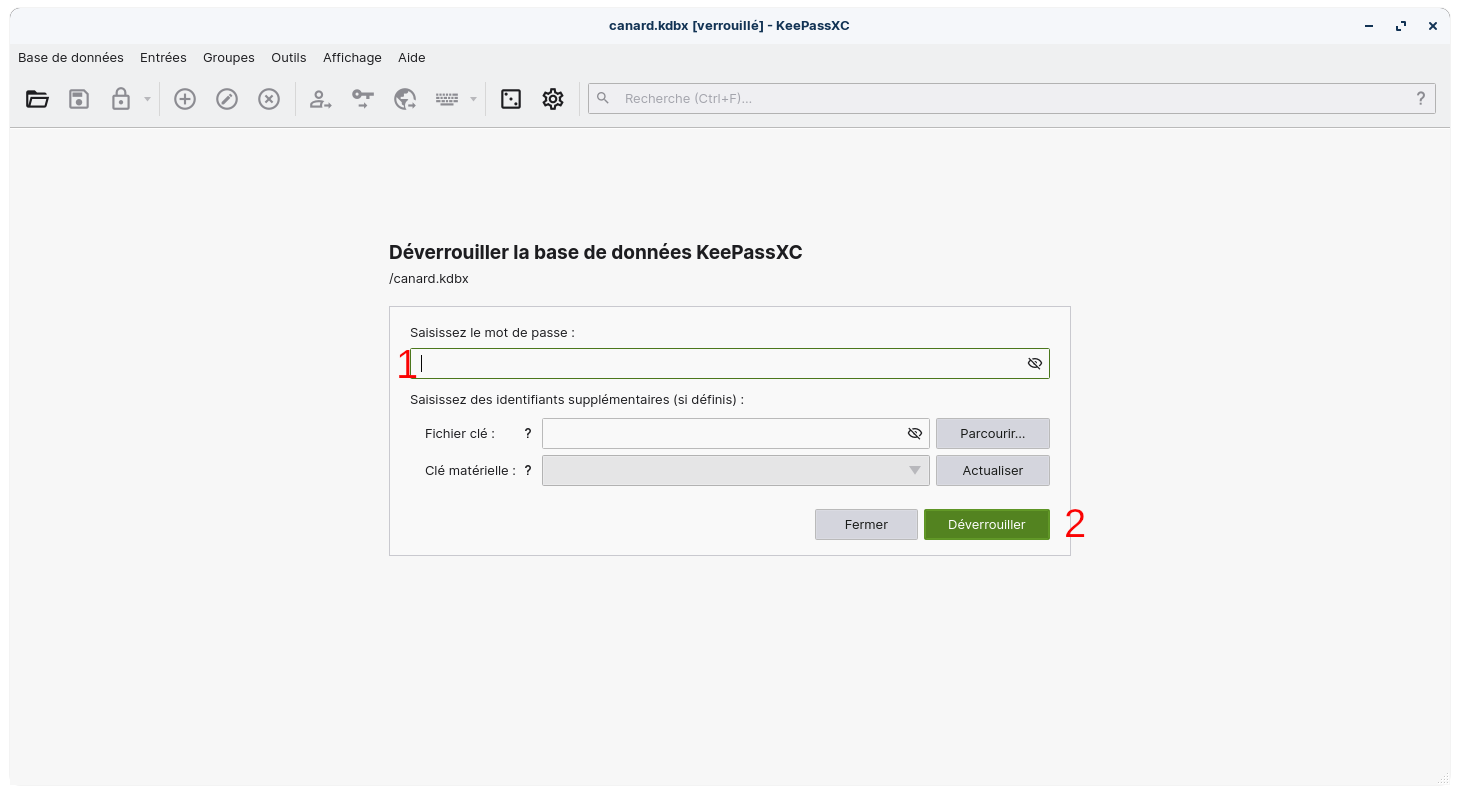 canard.kdbx [verrouillé] - KeePassXC
Base de données Entrées Groupes Outils Affichage Aide
Recherche (Ctrl+F)... ?
Déverrouiller la base de données KeePassXC
/canard.kdbx
Saisissez le mot de passe :
1
Saisissez des identifiants supplémentaires (si définis) :
Fichier clé : ? Parcourir...
Clé matérielle : ? Actualiser
Fermer Déverrouiller 2